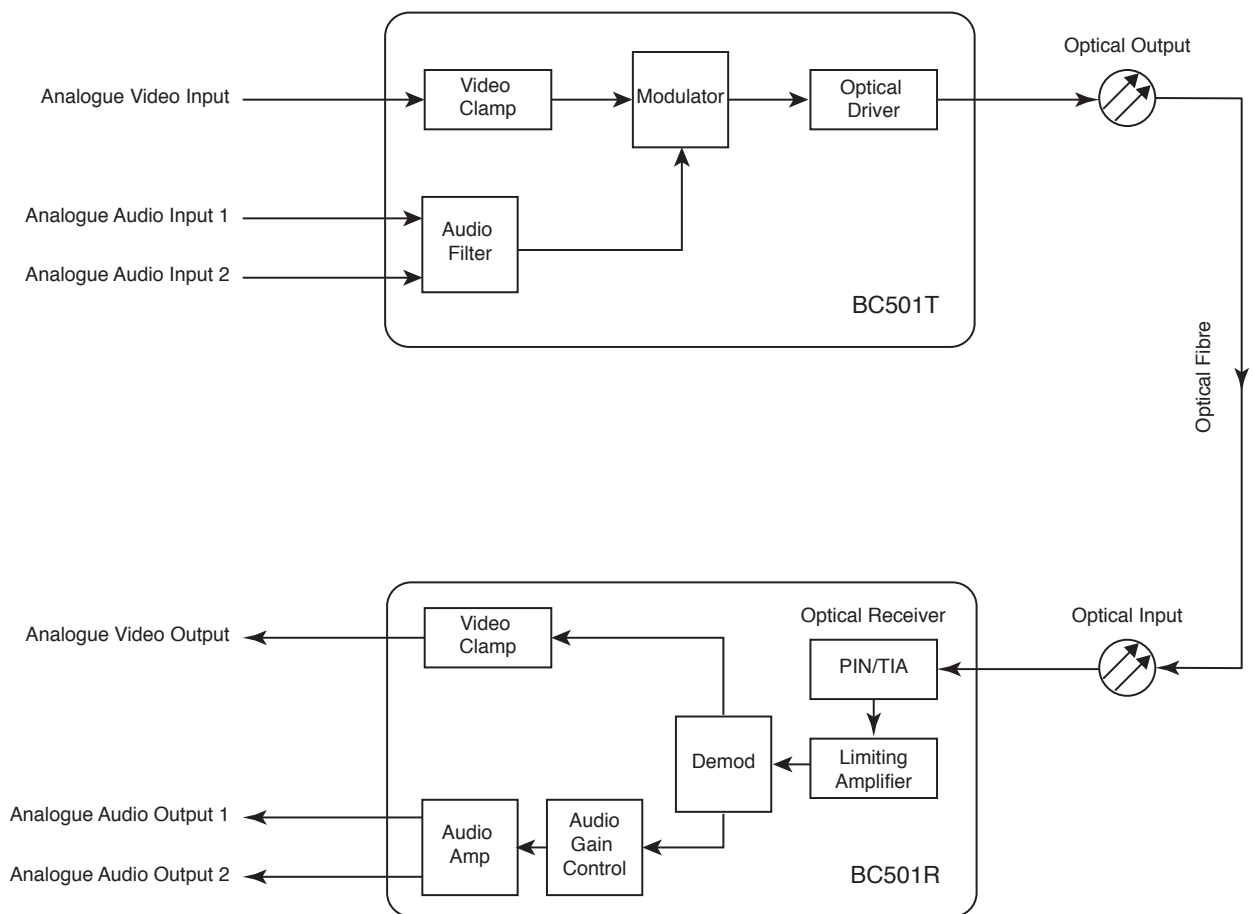 Optical Output
Analogue Video Input
Video
Clamp
Modulator
Optical
Driver
Analogue Audio Input 1
Audio
Filter
Analogue Audio Input 2
BC501T
Optical Fibre
Analogue Video Output
Video
Clamp
Optical Receiver
PIN/TIA
Optical Input
Demod
Limiting
Amplifier
Analogue Audio Output 1
Audio
Amp
Audio
Gain
Control
Analogue Audio Output 2
BC501R